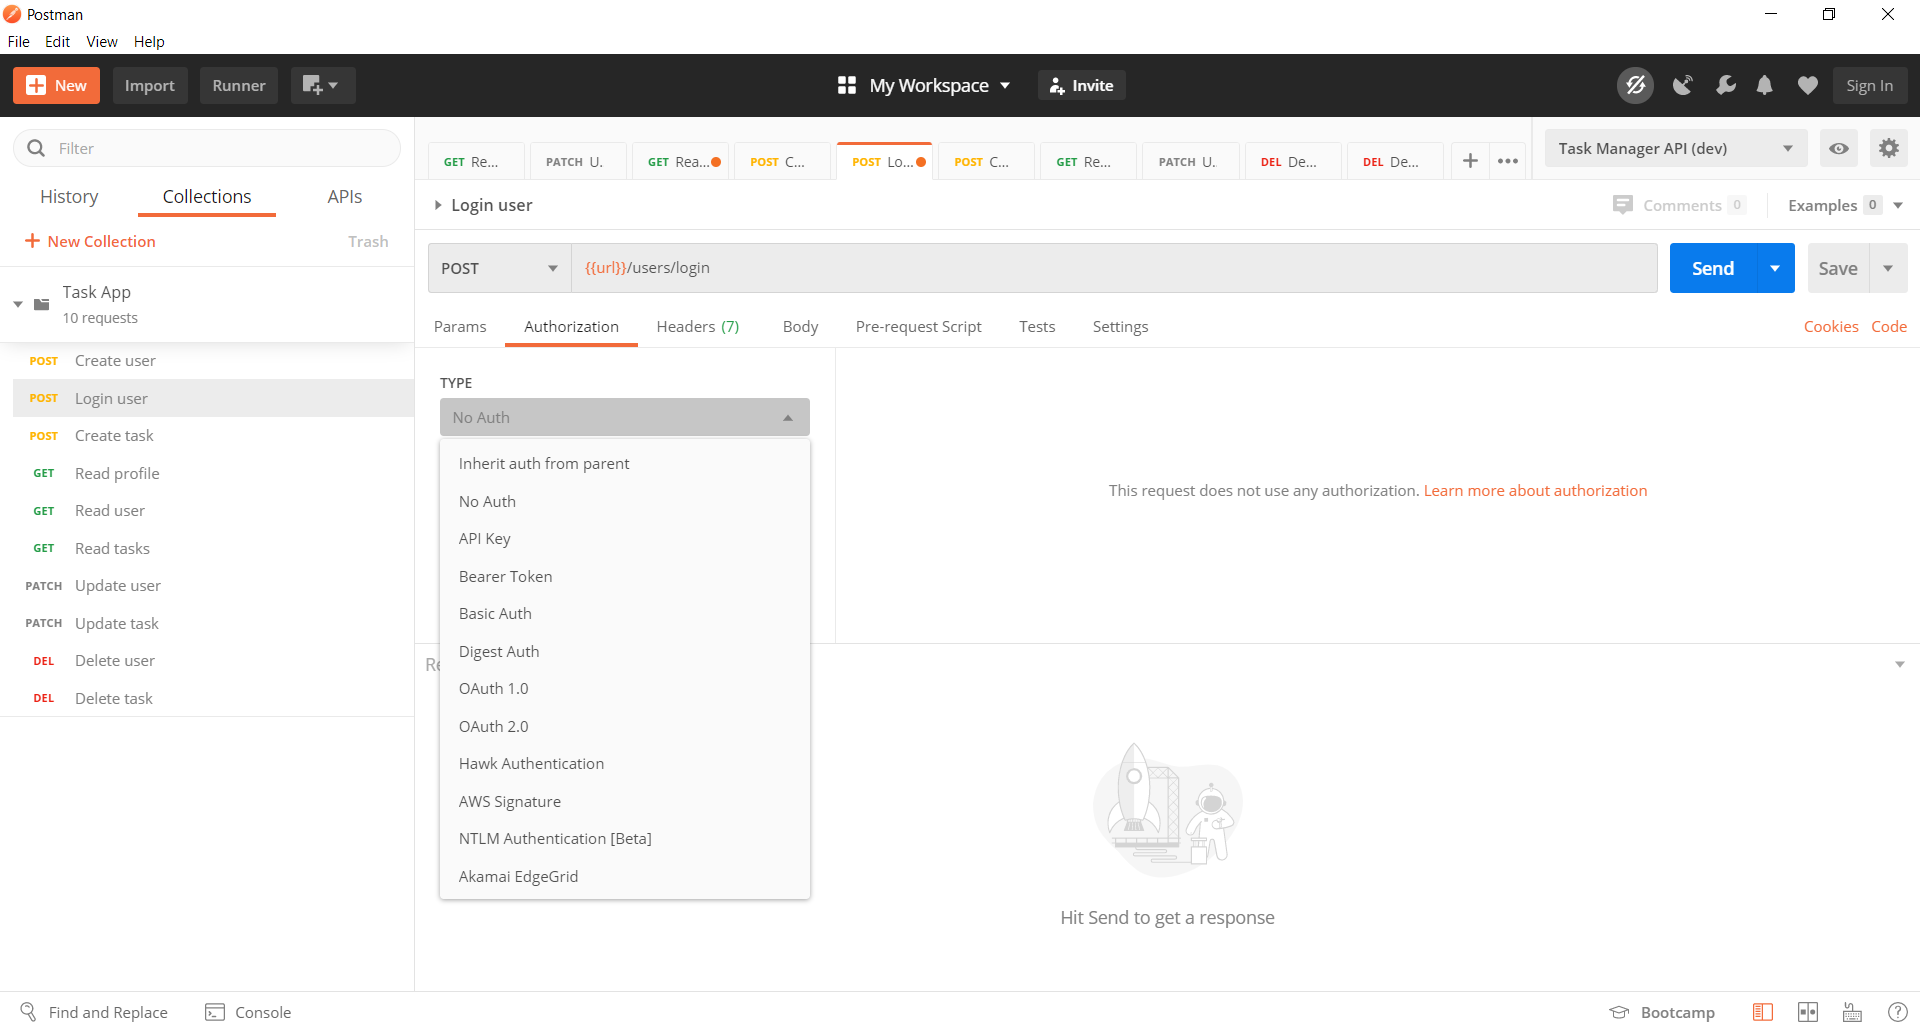 Postman
File Edit View Help
New Import Runner My Workspace Invite Sign In
Filter
History Collections APIs
New Collection Trash
Task App
10 requests
POST Create user
POST Login user
POST Create task
GET Read profile
GET Read user
GET Read tasks
PATCH Update user
PATCH Update task
DEL Delete user
DEL Delete task
GET Re... PATCH U. GET Rea... POST C... POST Lo... POST C... GET Re... PATCH U. DEL De... DEL De... Task Manager API (dev)
Login user Comments 0 Examples 0
POST {{url}}/users/login Send Save
Params Authorization Headers (7) Body Pre-request Script Tests Settings Cookies Code
TYPE
No Auth
Inherit auth from parent
No Auth
API Key
Bearer Token
Basic Auth
Digest Auth
OAuth 1.0
OAuth 2.0
Hawk Authentication
AWS Signature
NTLM Authentication [Beta]
Akamai EdgeGrid
This request does not use any authorization. Learn more about authorization
Hit Send to get a response
Find and Replace Console Bootcamp